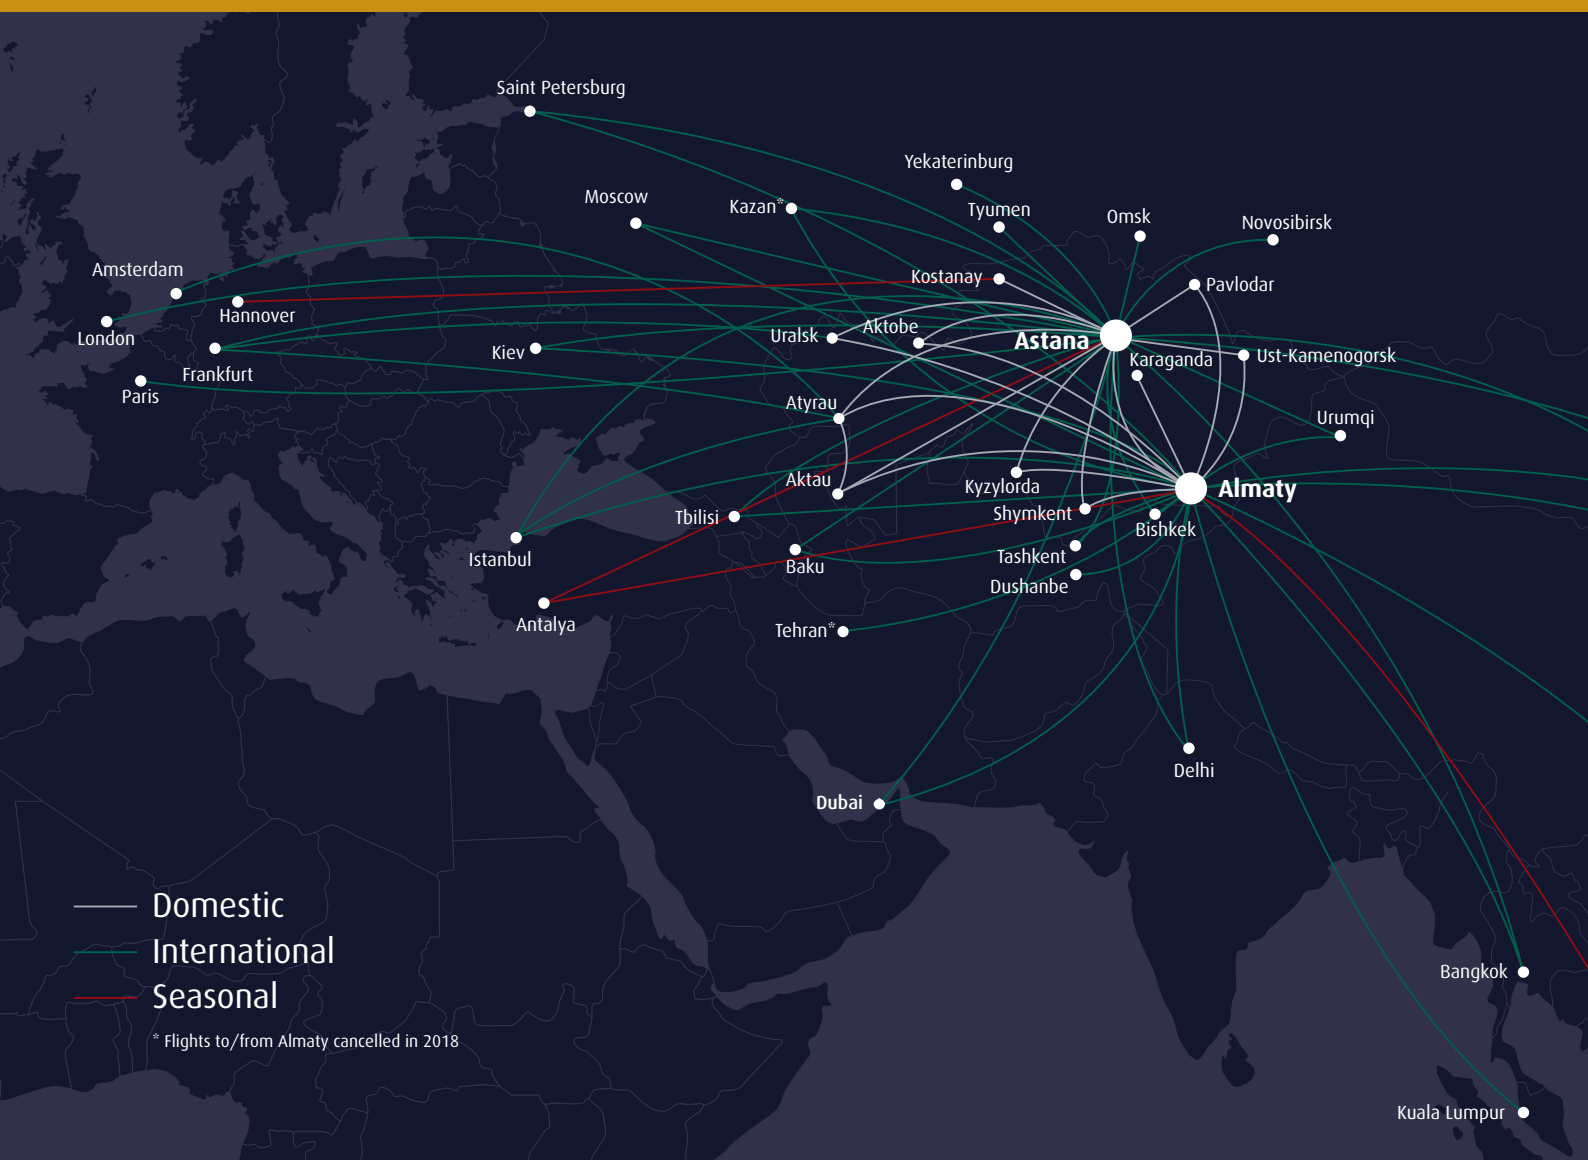 Saint Petersburg
Yekaterinburg
Moscow
Kazan*
Tyumen
Omsk
Novosibirsk
Amsterdam
Kostanay
Pavlodar
Hannover
London
Uralsk
Aktobe
Astana
Kiev
Karaganda
Ust-Kamenogorsk
Frankfurt
Paris
Atyrau
Urumqi
Aktau
Kyzylorda
Almaty
Tbilisi
Shymkent
Bishkek
Istanbul
Baku
Tashkent
Dushanbe
Antalya
Tehran*
Delhi
Dubai
Domestic
International
Seasonal
* Flights to/from Almaty cancelled in 2018
Bangkok
Kuala Lumpur